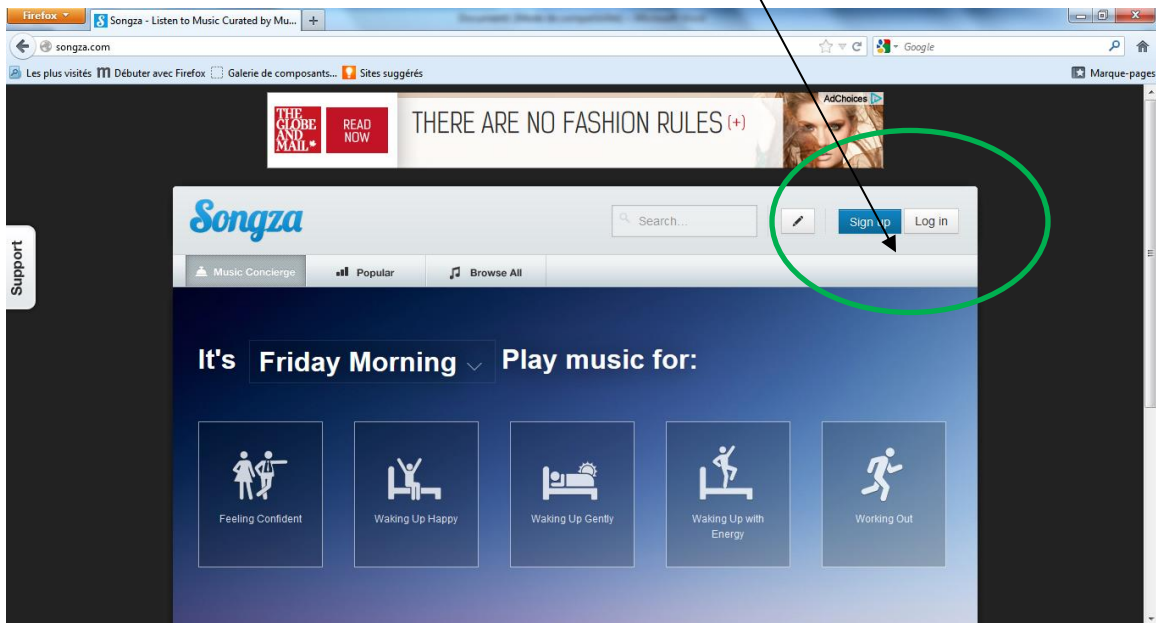 Firefox
Songza - Listen to Music Curated by Mu...
songza.com
Google
Les plus visités
Débuter avec Firefox
Galerie de composants...
Sites suggérés
Marque-pages
THE GLOBE AND MAIL
READ NOW
THERE ARE NO FASHION RULES (+)
AdChoices
Songza
Search...
Sign up
Log in
Support
Music Concierge
Popular
Browse All
It's Friday Morning Play music for:
Feeling Confident
Waking Up Happy
Waking Up Gently
Waking Up with
Energy
Working Out